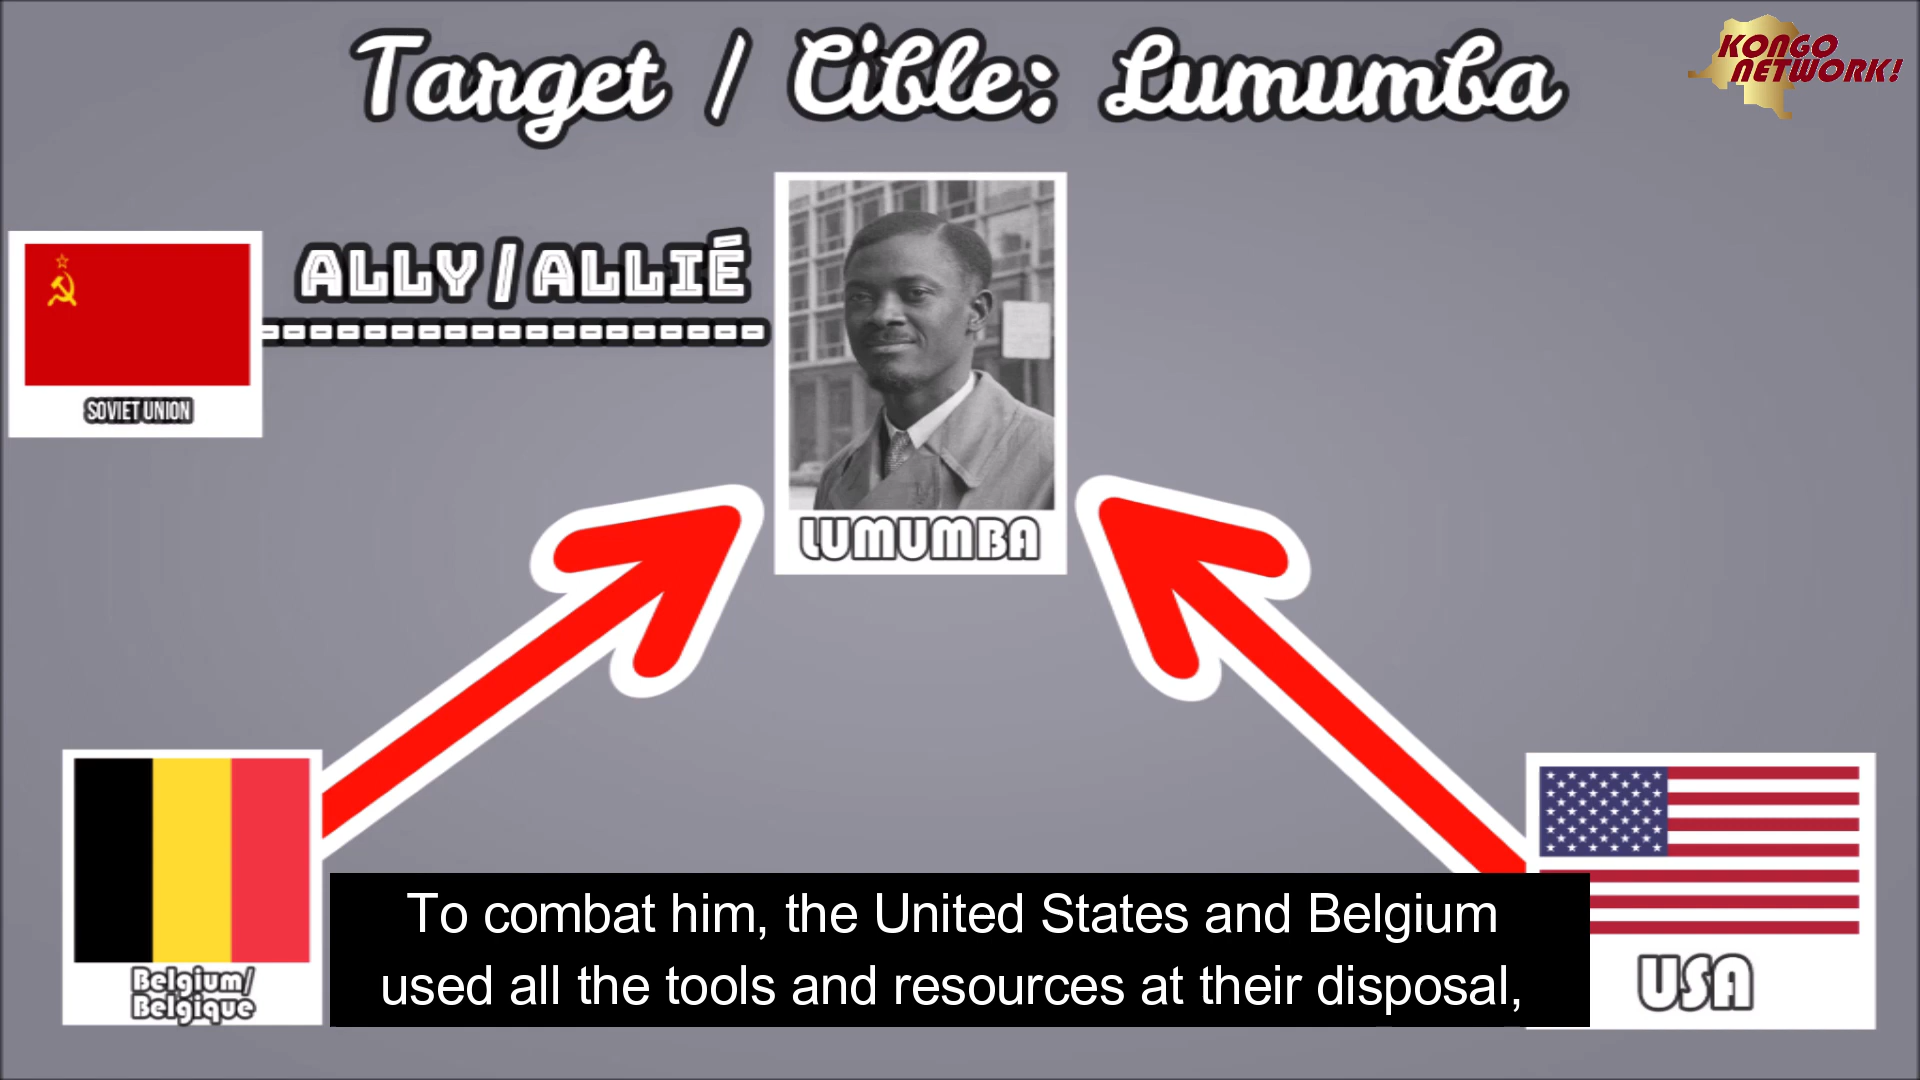 Target / Cible: Lumumba
KONGO
NETWORK!
ALLY / ALLIÉ
SOVIET UNION
LUMUMBA
Belgium/
Belgique
USA
To combat him, the United States and Belgium
used all the tools and resources at their disposal,